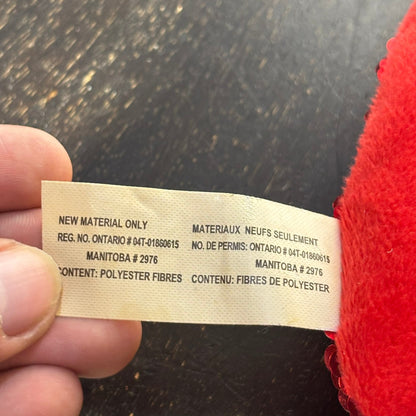 NEW MATERIAL ONLY
REG. NO. ONTARIO # 04T-01860615
MANITOBA # 2976
CONTENT: POLYESTER FIBRES
MATERIAUX NEUFS SEULEMENT
NO. DE PERMIS: ONTARIO # 04T-01860615
MANITOBA # 2976
CONTENU: FIBRES DE POLYESTER